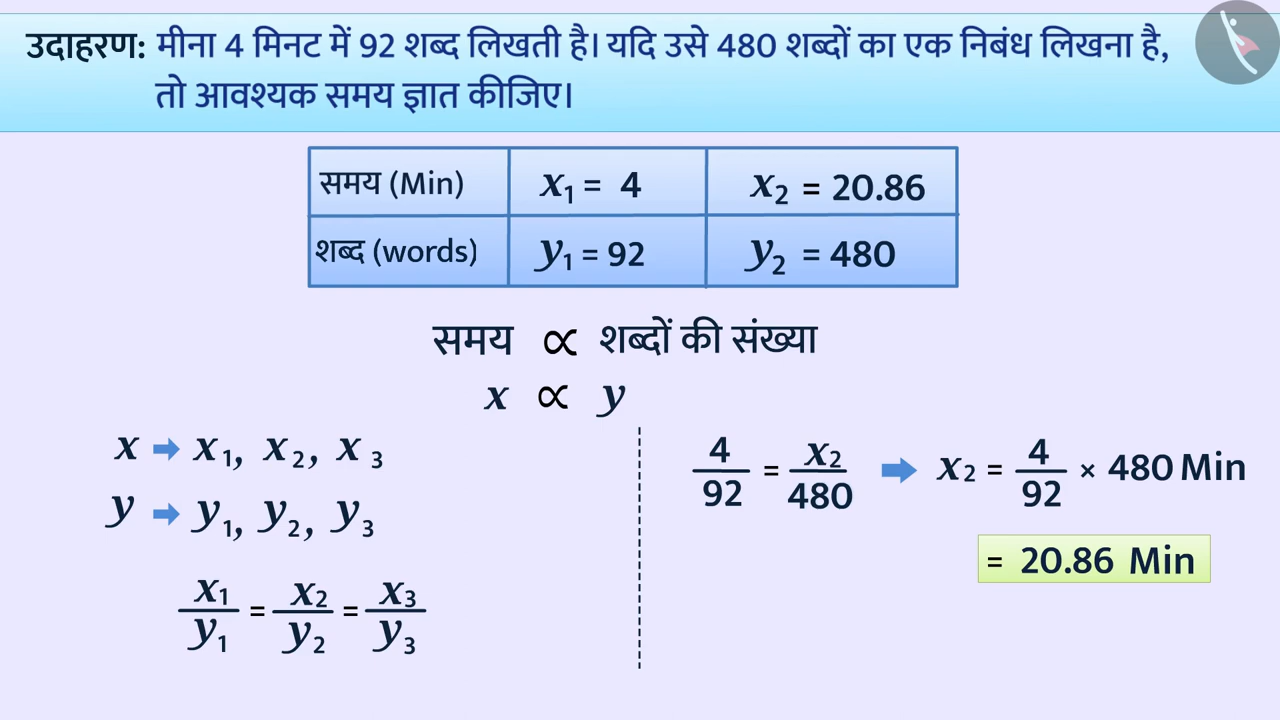 उदाहरण: मीना 4 मिनट में 92 शब्द लिखती है। यदि उसे 480 शब्दों का एक निबंध लिखना है,
तो आवश्यक समय ज्ञात कीजिए।
समय (Min) x₁ = 4 x₂ = 20.86
शब्द (words) y₁ = 92 y₂ = 480
समय ∝ शब्दों की संख्या
x ∝ y
x ➡ x₁, x₂, x₃
y ➡ y₁, y₂, y₃
x₁/y₁ = x₂/y₂ = x₃/y₃
4/92 = x₂/480 ➡ x₂ = 4/92 × 480 Min
= 20.86 Min